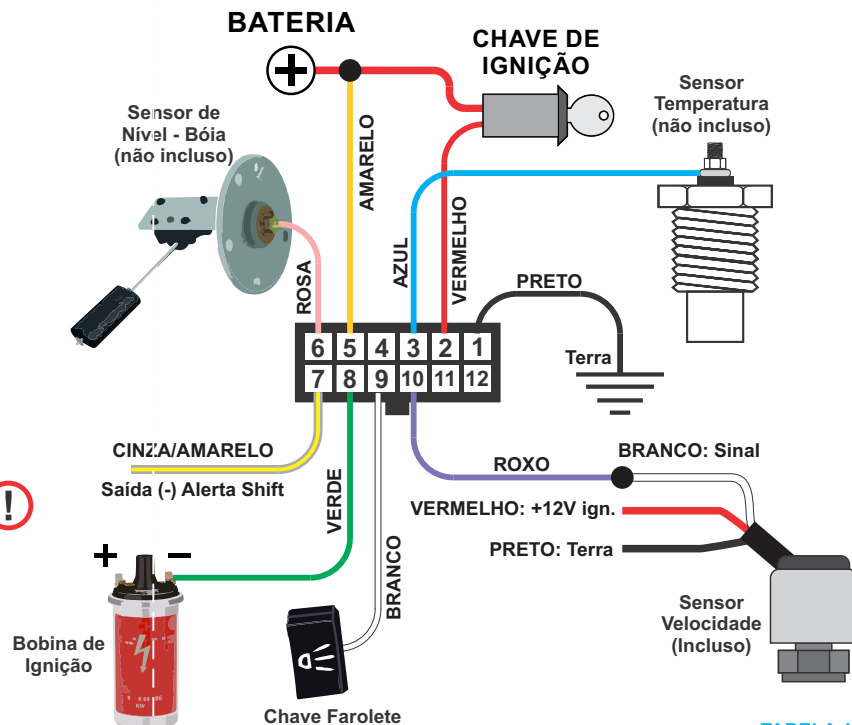 BATERIA
+
CHAVE DE
IGNIÇÃO
Sensor
Temperatura
(não incluso)
Sensor de
Nível - Bóia
(não incluso)
AMARELO
AZUL
VERMELHO
ROSA
PRETO
Terra
6 5 4 3 2 1
7 8 9 10 11 12
CINZA/AMARELO
Saída (-) Alerta Shift
VERDE
BRANCO
ROXO
BRANCO: Sinal
VERMELHO: +12V ign.
PRETO: Terra
!
+ −
Bobina de
Ignição
KW
Chave Farolete
Sensor
Velocidade
(Incluso)